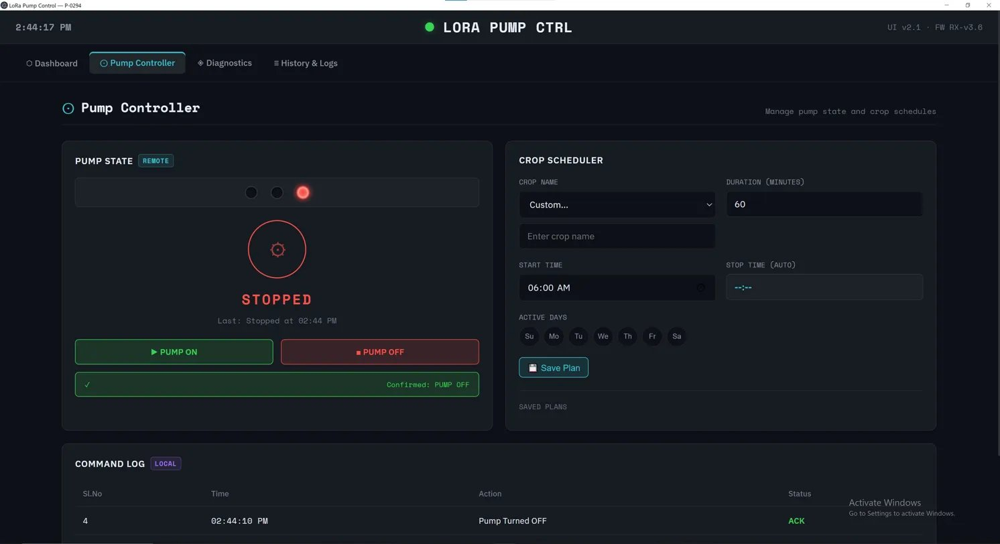 LoRa Pump Control — P-0294
2:44:17 PM
LORA PUMP CTRL
UI v2.1 · FW RX-v3.6
Dashboard
Pump Controller
Diagnostics
History & Logs
Pump Controller
Manage pump state and crop schedules
PUMP STATE REMOTE
STOPPED
Last: Stopped at 02:44 PM
▶ PUMP ON
■ PUMP OFF
✓ Confirmed: PUMP OFF
CROP SCHEDULER
CROP NAME
DURATION (MINUTES)
Custom...
60
Enter crop name
START TIME
STOP TIME (AUTO)
06:00 AM
--:--
ACTIVE DAYS
Su Mo Tu We Th Fr Sa
Save Plan
SAVED PLANS
COMMAND LOG LOCAL
Sl.No Time Action Status
4 02:44:10 PM Pump Turned OFF ACK
Activate Windows
Go to Settings to activate Windows.